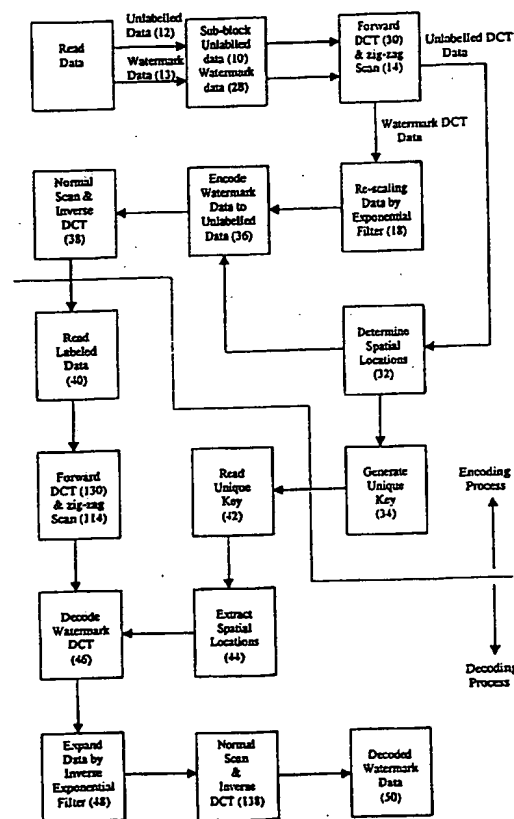 Unlabelled
Data (12)
Read
Data
Watermark
Data (13)
Sub-block
Unlablled
data (10)
Watermark
data (28)
Forward
DCT (30)
& zig-zag
Scan (14)
Unlabelled DCT
Data
Watermark DCT
Data
Normal
Scan &
Inverse
DCT
(38)
Encode
Watermark
Data to
Unlabelled
Data (36)
Re-scaling
Data by
Exponential
Filter (18)
Read
Labeled
Data
(40)
Determine
Spatial
Locations
(32)
Forward
DCT (130)
& zig-zag
Scan (114)
Read
Unique
Key
(42)
Generate
Unique
Key
(34)
Encoding
Process
Decode
Watermark
DCT
(46)
Extract
Spatial
Locations
(44)
Decoding
Process
Expand
Data by
Inverse
Exponential
Filter (48)
Normal
Scan
&
Inverse
DCT (138)
Decoded
Watermark
Data
(50)